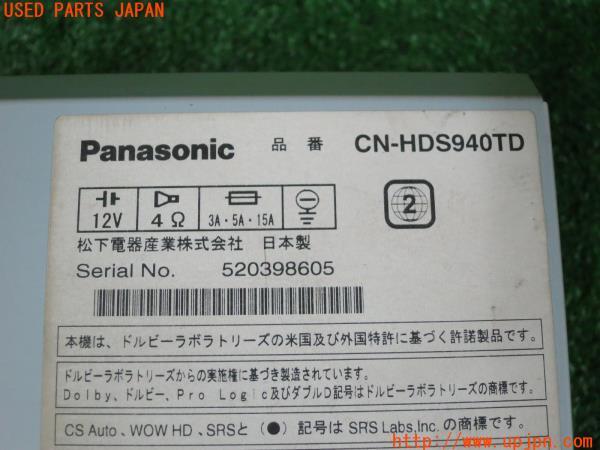 USED PARTS JAPAN
Panasonic 品番 CN-HDS940TD
12V 4Ω 3A・5A・15A
2
松下電器産業株式会社 日本製
Serial No. 520398605
本機は、ドルビーラボラトリーズの米国及び外国特許に基づく許諾製品です。
ドルビーラボラトリーズからの実施権に基づき製造されています。
Dolby、ドルビー、Pro Logic及びダブルD記号はドルビーラボラトリーズの商標です。
CS Auto、WOW HD、SRSと(●)記号は SRS Labs,Inc. の商標です。
http://www.upjpn.com/